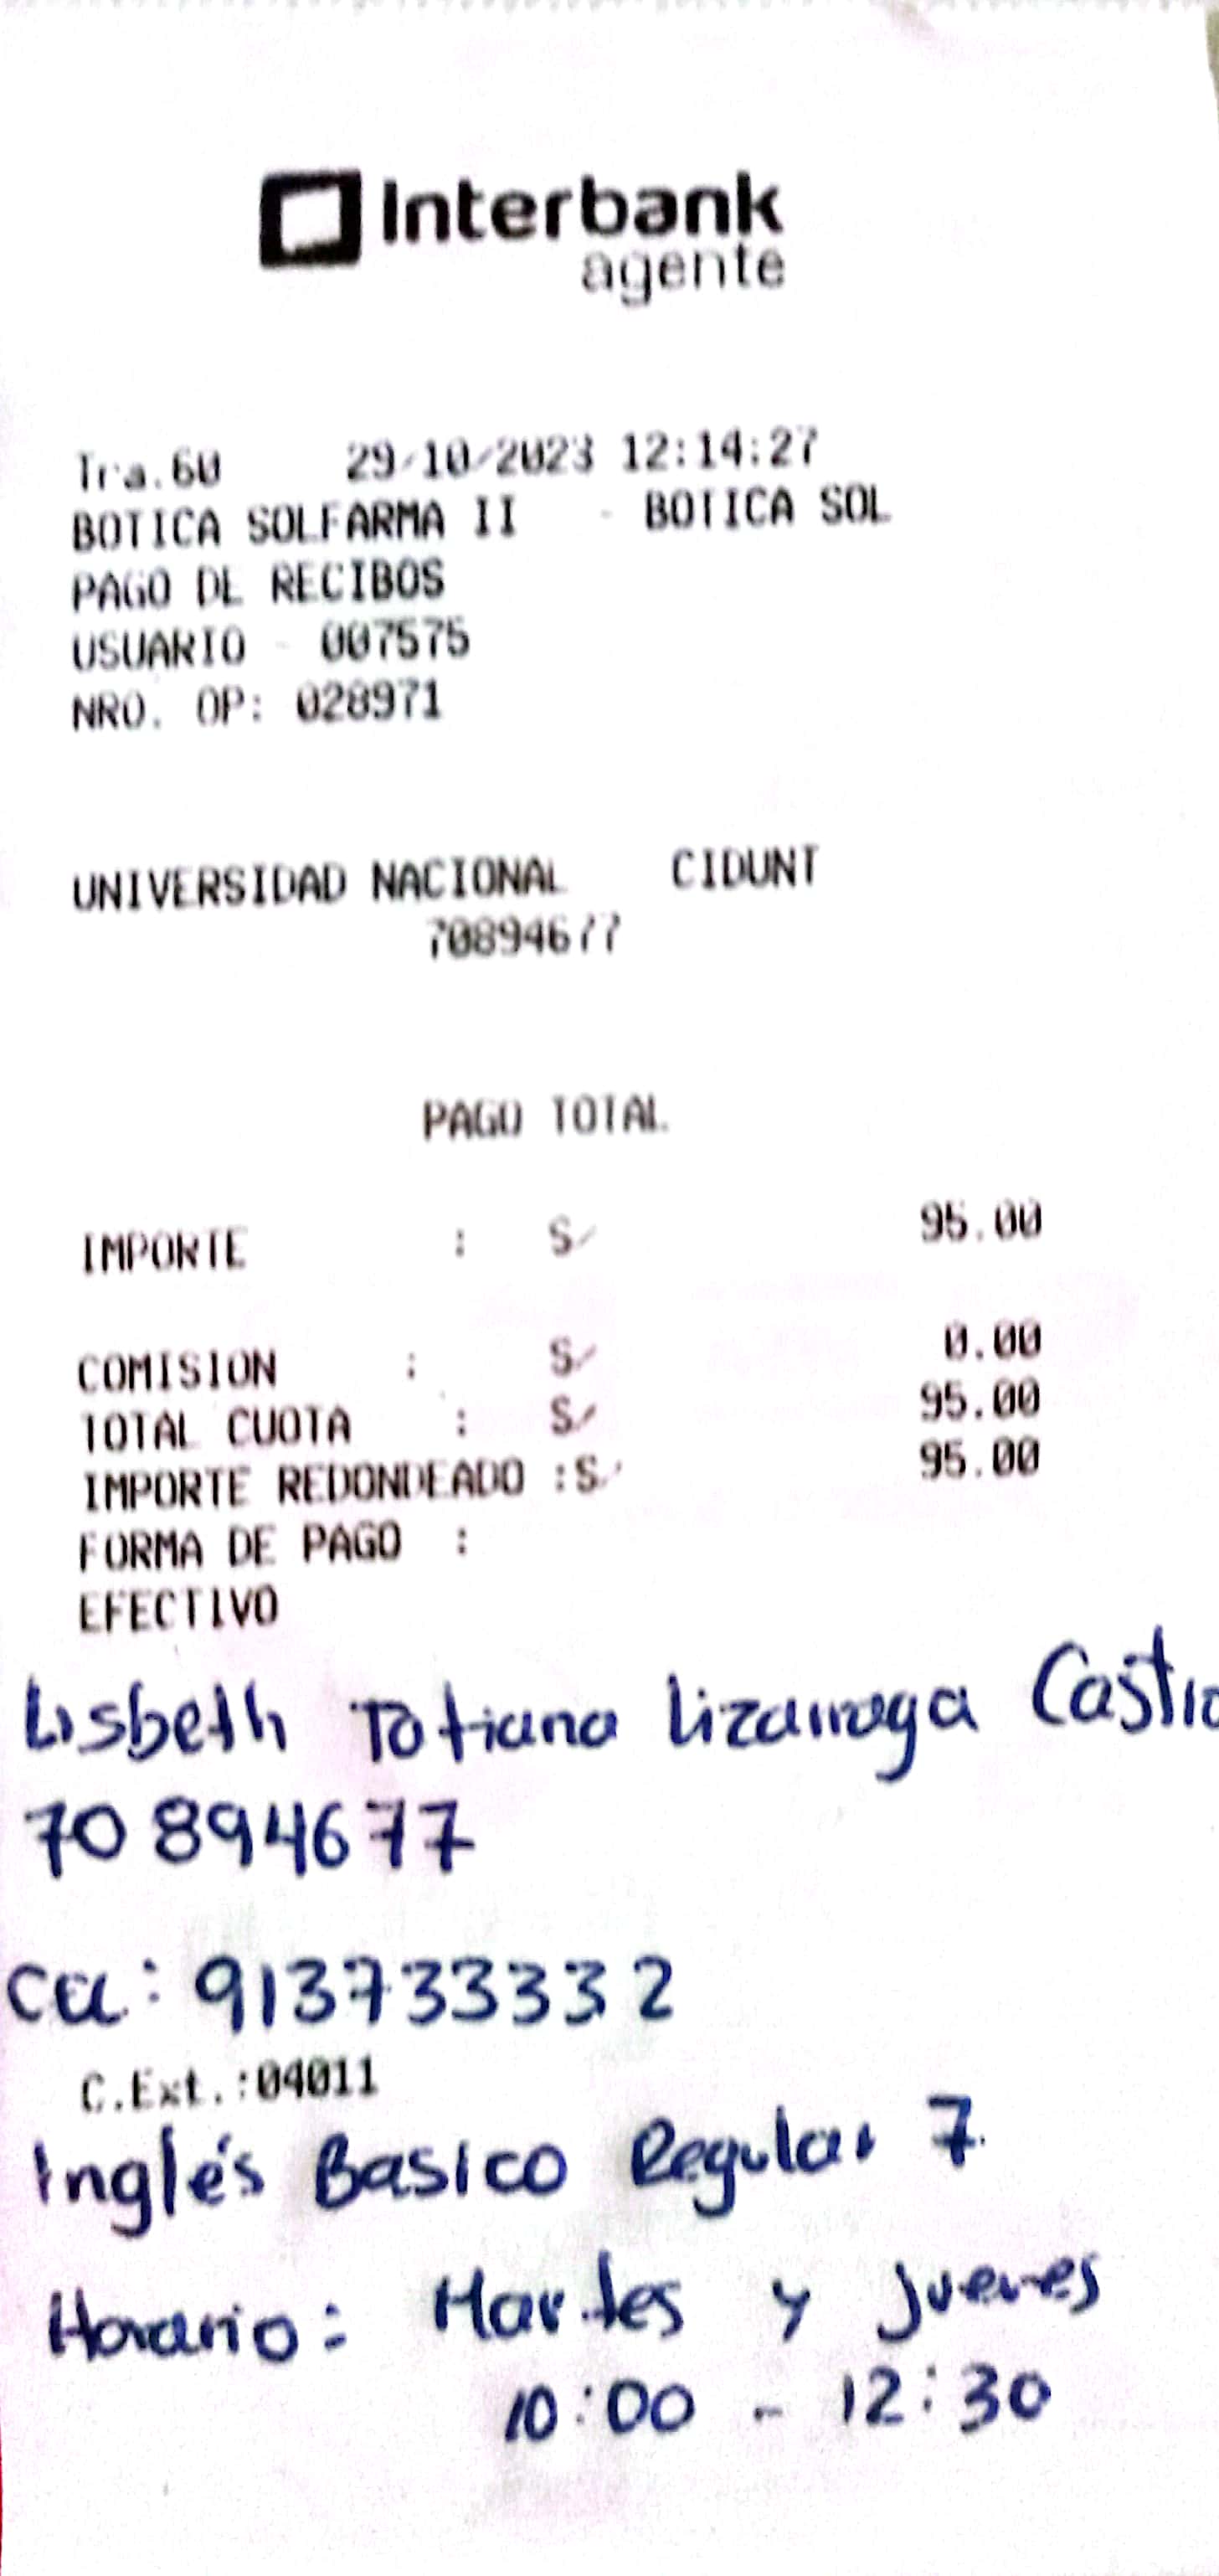 Interbank
agente
Tra.60 29/10/2023 12:14:27
BOTICA SOLFARMA II - BOTICA SOL
PAGO DE RECIBOS
USUARIO - 007575
NRO. OP: 028971
UNIVERSIDAD NACIONAL CIDUNT
70894677
PAGO TOTAL
IMPORTE : S/ 95.00
COMISION : S/ 0.00
TOTAL CUOTA : S/ 95.00
IMPORTE REDONDEADO :S/ 95.00
FORMA DE PAGO :
EFECTIVO
Lisbeth Tatiana Lizarraga Castro
70894677
Cel: 913733332
C.Ext.:04011
Inglés Basico Regular 7
Horario: Martes y Jueves
10:00 - 12:30